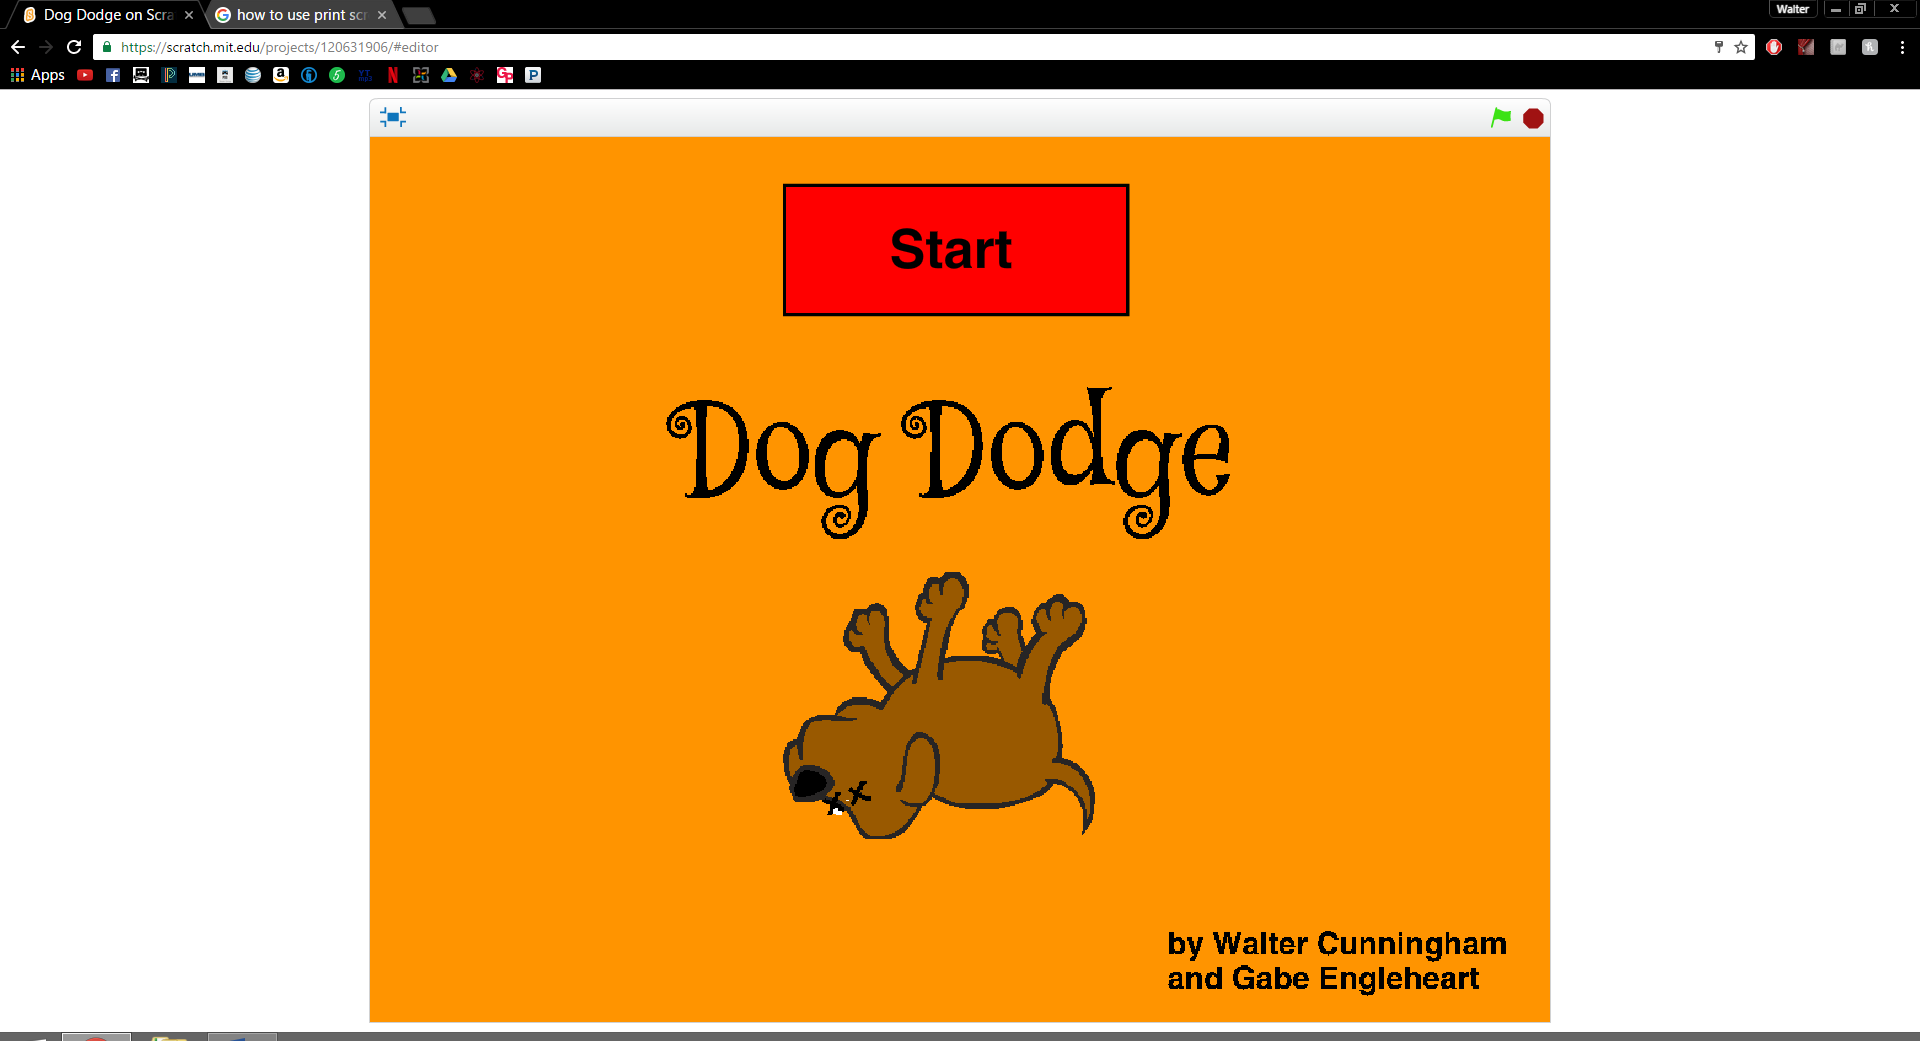 Dog Dodge on Scra
how to use print scr
Walter
https://scratch.mit.edu/projects/120631906/#editor
Apps
Start
Dog Dodge
by Walter Cunningham
and Gabe Engleheart